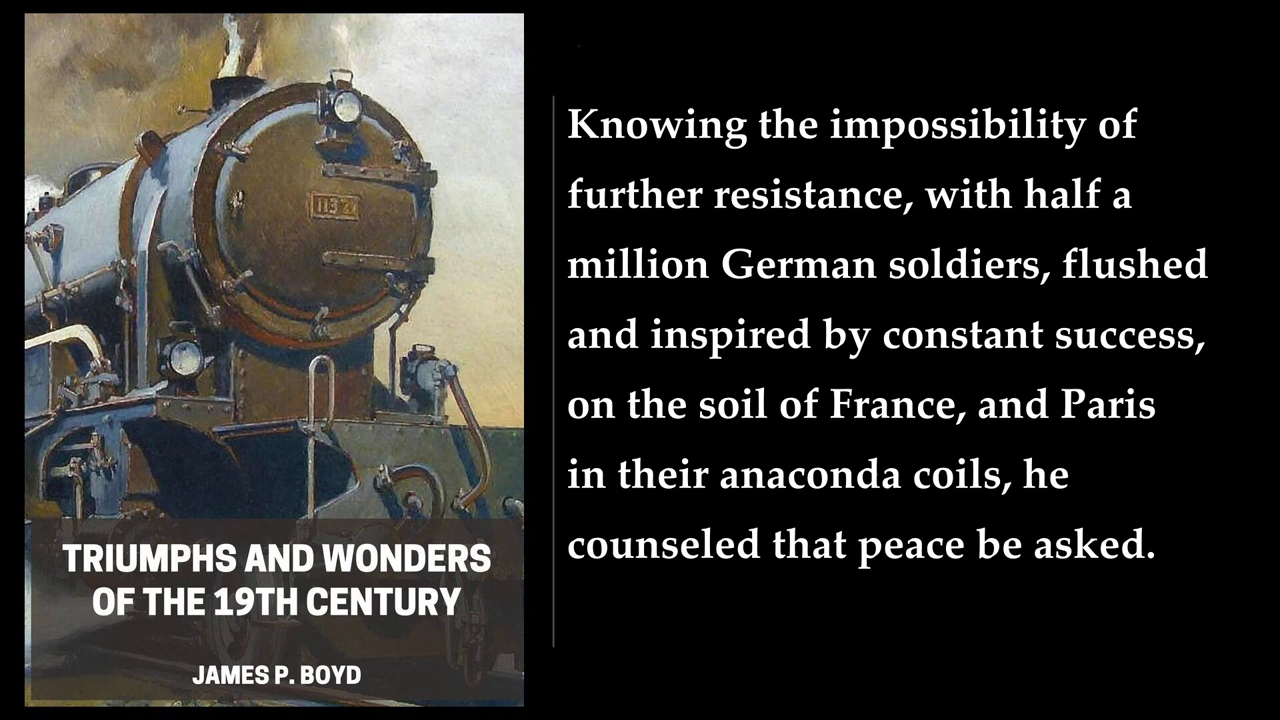 1132
TRIUMPHS AND WONDERS
OF THE 19TH CENTURY
JAMES P. BOYD
Knowing the impossibility of
further resistance, with half a
million German soldiers, flushed
and inspired by constant success,
on the soil of France, and Paris
in their anaconda coils, he
counseled that peace be asked.